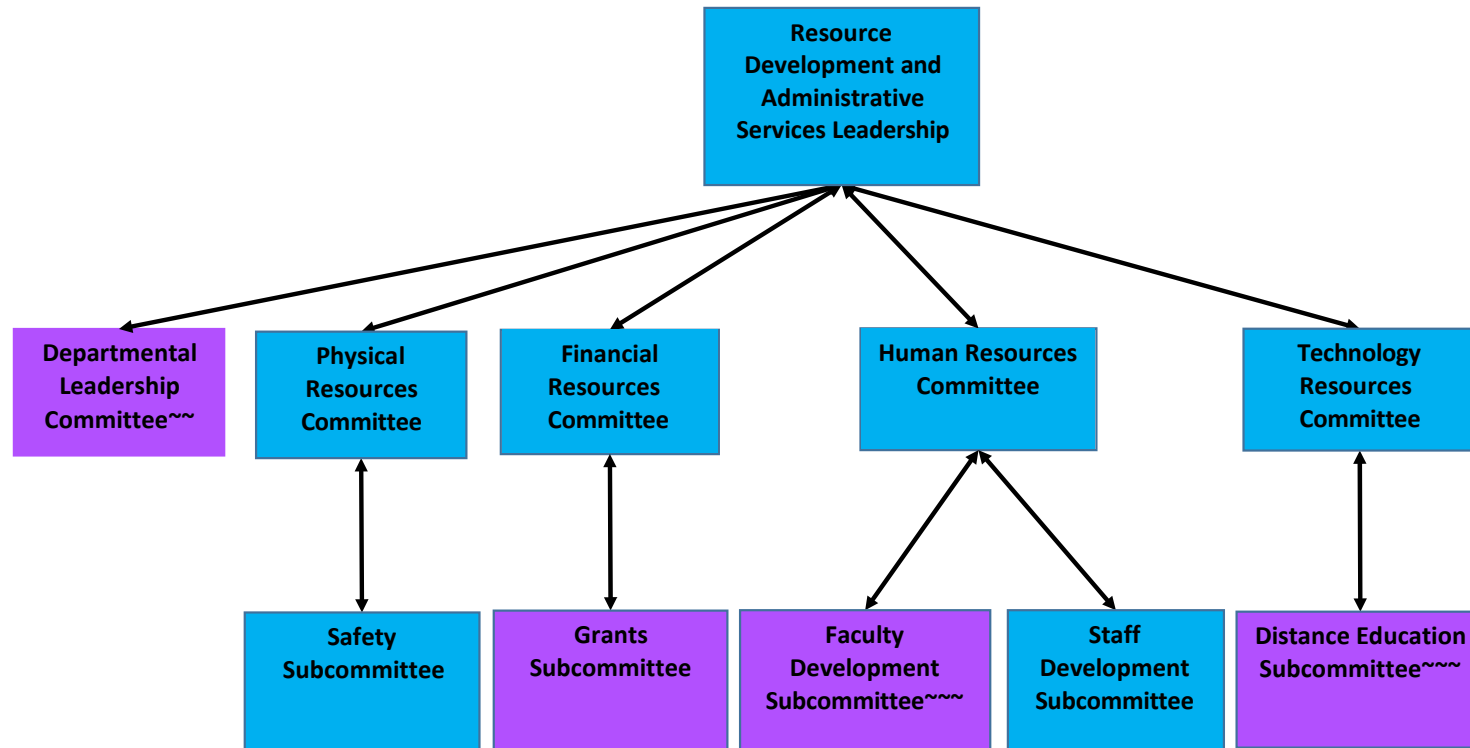 Resource
Development and
Administrative
Services Leadership
Departmental
Leadership
Committee~~
Physical
Resources
Committee
Financial
Resources
Committee
Human Resources
Committee
Technology
Resources
Committee
Safety
Subcommittee
Grants
Subcommittee
Faculty
Development
Subcommittee~~~
Staff
Development
Subcommittee
Distance Education
Subcommittee~~~